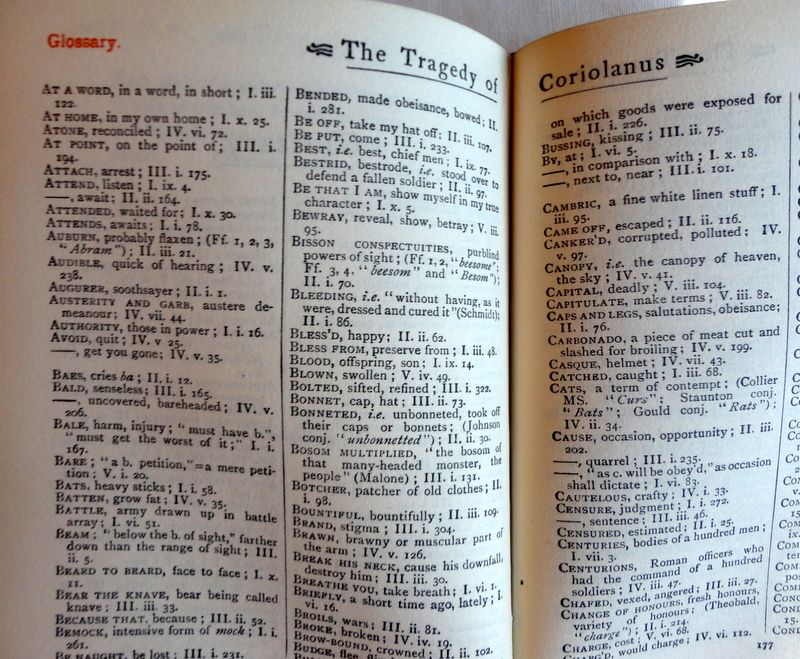 Glossary.
The Tragedy of
AT A WORD, in a word, in short; I. iii.
122.
AT HOME, in my own home; I. x. 25.
ATONE, reconciled; IV. vi. 72.
AT POINT, on the point of; III. i.
194.
ATTACH, arrest; III. i. 175.
ATTEND, listen; I. ix. 4.
——, await: II. ii. 164.
ATTENDED, waited for; I. x. 30.
ATTENDS, awaits; I. i. 78.
AUBURN, probably flaxen; (Ff. 1, 2, 3,
"Abram"); II. iii. 21.
AUDIBLE, quick of hearing; IV. v.
238.
AUGURER, soothsayer; II. i. 1.
AUSTERITY AND GARB, austere de-
meanour; IV. vii. 44.
AUTHORITY, those in power; I. i. 16.
AVOID, quit; IV. v 25.
——, get you gone; IV. v. 35.
BAES, cries ba; II. i. 12.
BALD, senseless; III. i. 165.
——, uncovered, bareheaded; IV. v.
206.
BALE, harm, injury; "must have b.",
"must get the worst of it;" I. i.
167.
BARE; "a b. petition,"=a mere peti-
tion; V. i. 20.
BATS, heavy sticks; I. i. 58.
BATTEN, grow fat; IV. v. 35.
BATTLE, army drawn up in battle
array; I. vi. 51.
BEAM; "below the b. of sight," farther
down than the range of sight; III.
ii. 5.
BEARD TO BEARD, face to face; I. x.
11.
BEAR THE KNAVE, bear being called
knave; III. iii. 33.
BECAUSE THAT, because; III. ii. 52.
BEMOCK, intensive form of mock; I. i.
261.
BE NAUGHT, be lost; III. i. 231.
BENDED, made obeisance, bowed; II.
i. 281.
BE OFF, take my hat off; II. iii. 107.
BE PUT, come; III. i. 233.
BEST, i.e. best, chief men; I. ix. 77.
BESTRID, bestrode, i.e. stood over to
defend a fallen soldier; II. ii. 97.
BE THAT I AM, show myself in my true
character; I. x. 5.
BEWRAY, reveal, show, betray; V. iii.
95.
BISSON CONSPECTUITIES, purblind
powers of sight; (Ff. 1, 2, "beesome";
Ff. 3, 4, "beesom" and "Besom");
II. i. 70.
BLEEDING, i.e. "without having, as it
were, dressed and cured it" (Schmidt);
II. i. 86.
BLESS'D, happy; II. ii. 62.
BLESS FROM, preserve from; I. iii. 48.
BLOOD, offspring, son; I. ix. 14.
BLOWN, swollen; V. iv. 49.
BOLTED, sifted, refined; III. i. 322.
BONNET, cap, hat; III. ii. 73.
BONNETED, i.e. unbonneted, took off
their caps or bonnets; (Johnson
conj. "unbonnetted"); II. ii. 30.
BOSOM MULTIPLIED, "the bosom of
that many-headed monster, the
people" (Malone); III. i. 131.
BOTCHER, patcher of old clothes; II.
i. 98.
BOUNTIFUL, bountifully; II. iii. 109.
BRAND, stigma; III. i. 304.
BRAWN, brawny or muscular part of
the arm; IV. v. 126.
BREAK HIS NECK, cause his downfall,
destroy him; III. iii. 30.
BREATHE YOU, take breath; I. vi. 1.
BRIEFLY, a short time ago, lately; I.
vi. 16.
BROILS, wars; III. ii. 81.
BROKE, broken; IV. iv. 19.
BROW-BOUND, crowned; II. ii. 102.
BUDGE,
Coriolanus
on which goods were exposed for
sale; II. i. 226.
BUSSING, kissing; III. ii. 75.
BY, at; I. vi. 5.
——, in comparison with; I. x. 18.
——, next to, near; III. i. 101.
CAMBRIC, a fine white linen stuff; I.
iii. 95.
CAME OFF, escaped; II. ii. 116.
CANKER'D, corrupted, polluted; IV.
v. 97.
CANOPY, i.e. the canopy of heaven,
the sky; IV. v. 41.
CAPITAL, deadly; V. iii. 104.
CAPITULATE, make terms; V. iii. 82.
CAPS AND LEGS, salutations, obeisance;
II. i. 76.
CARBONADO, a piece of meat cut and
slashed for broiling; IV. v. 199.
CASQUE, helmet; IV. vii. 43.
CATCHED, caught; I. iii. 68.
CATS, a term of contempt; (Collier
MS. "Curs"; Staunton conj.
"Bats"; Gould conj. "Rats");
IV. ii. 34.
CAUSE, occasion, opportunity; II. iii.
202.
——, quarrel; III. i. 235.
——, "as c. will be obey'd," as occasion
shall dictate; I. vi. 83.
CAUTELOUS, crafty; IV. i. 33.
CENSURE, judgment; I. i. 272.
——, sentence; III. iii. 46.
CENSURED, estimated; II. i. 25.
CENTURIES, bodies of a hundred men;
I. vii. 3.
CENTURIONS, Roman officers who
had the command of a hundred
soldiers; IV. iii. 47.
CHAFED, vexed, angered; III. iii. 27.
CHANGE OF HONOURS, fresh honours,
variety of honours; (Theobald,
"charge"); II. i. 214.
CHARGE, cost; V. vi. 68.
CHARG'D, would charge; IV. vi. 112.
177